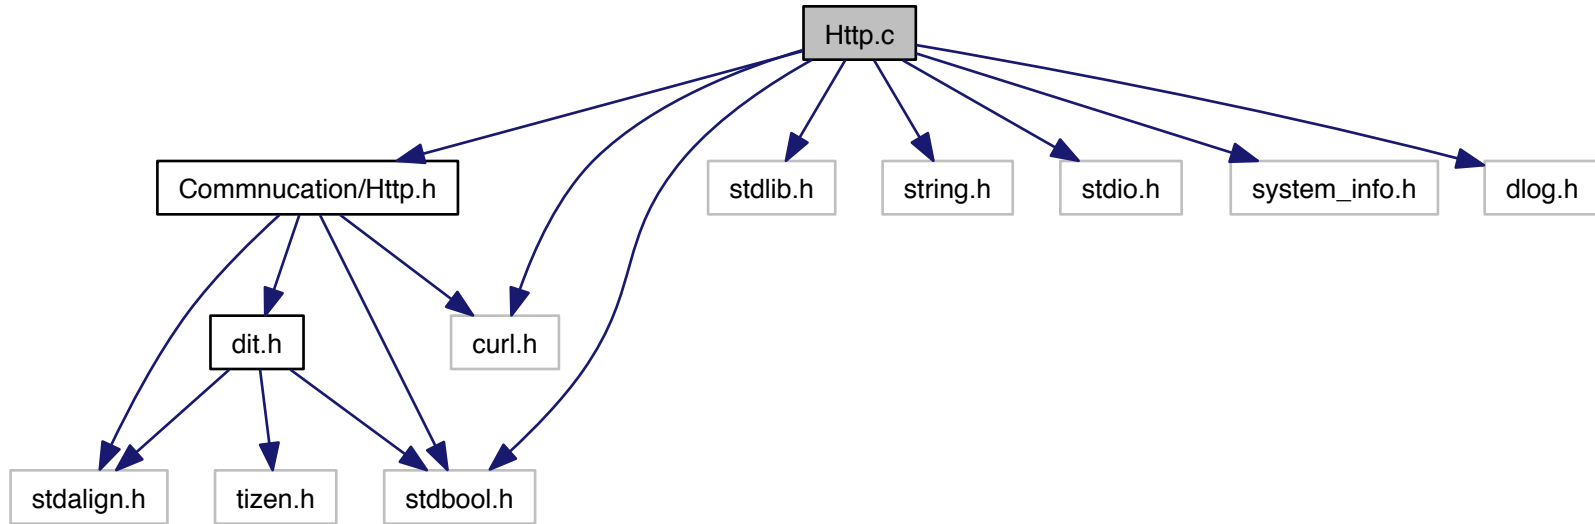 Http.c
Commnucation/Http.h
stdlib.h
string.h
stdio.h
system_info.h
dlog.h
dit.h
curl.h
stdalign.h
tizen.h
stdbool.h